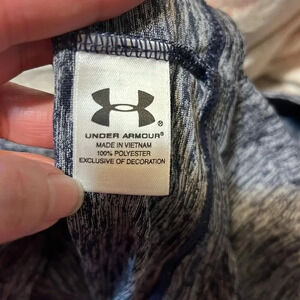 UNDER ARMOUR®
MADE IN VIETNAM
100% POLYESTER
EXCLUSIVE OF DECORATION